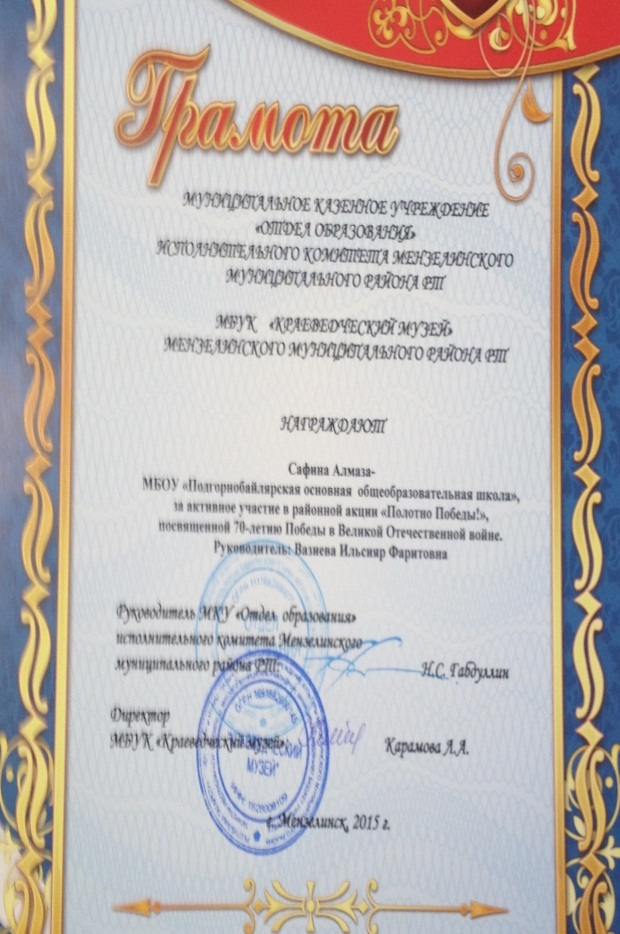 Грамота
МУНИЦИПАЛЬНОЕ КАЗЕННОЕ УЧРЕЖДЕНИЕ
«ОТДЕЛ ОБРАЗОВАНИЯ»
ИСПОЛНИТЕЛЬНОГО КОМИТЕТА МЕНЗЕЛИНСКОГО
МУНИЦИПАЛЬНОГО РАЙОНА РТ
МБУК «КРАЕВЕДЧЕСКИЙ МУЗЕЙ»
МЕНЗЕЛИНСКОГО МУНИЦИПАЛЬНОГО РАЙОНА РТ
НАГРАЖДАЮТ
Сафина Алмаза-
МБОУ «Подгорнобайлярская основная общеобразовательная школа»,
за активное участие в районной акции «Полотно Победы!»,
посвященной 70-летию Победы в Великой Отечественной войне.
Руководитель: Вазиева Ильсияр Фаритовна
Руководитель МКУ «Отдел образования»
исполнительного комитета Мензелинского
муниципального района РТ: Н.С. Габдуллин
Директор
МБУК «Краеведческий музей» Карамова А.А.
МУЗЕЙ"
г. Мензелинск, 2015 г.